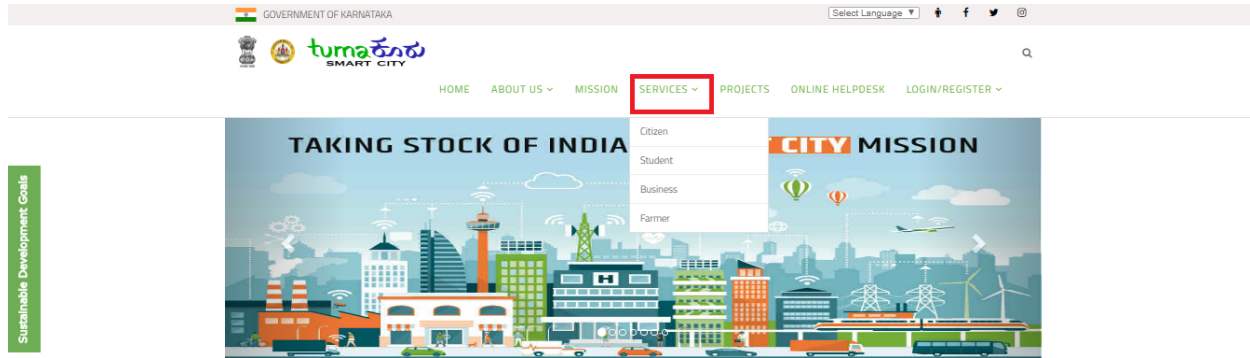 GOVERNMENT OF KARNATAKA Select Language ▼
tumaಕೂರು
SMART CITY
HOME ABOUT US MISSION SERVICES PROJECTS ONLINE HELPDESK LOGIN/REGISTER
Citizen
Student
Business
Farmer
TAKING STOCK OF INDIA CITY MISSION
H
Sustainable Development Goals